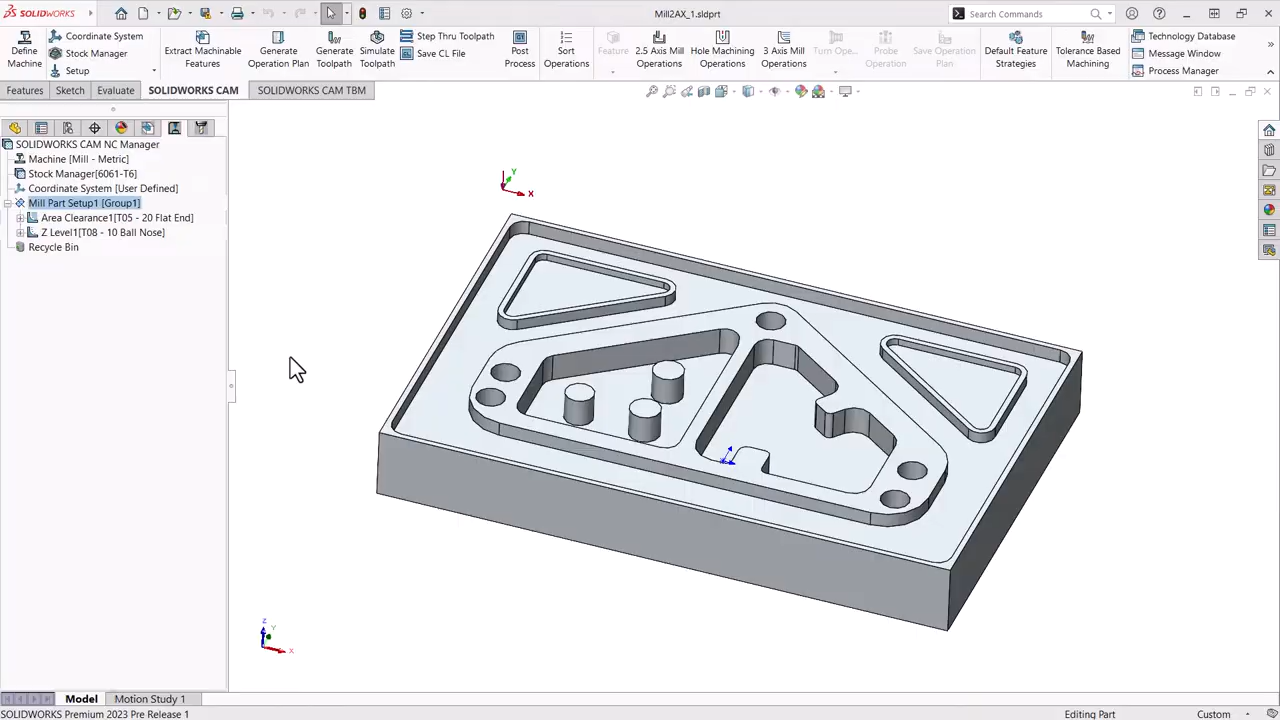 SOLIDWORKS
Mill2AX_1.sldprt
Search Commands
Define Machine
Coordinate System
Stock Manager
Setup
Extract Machinable Features
Generate Operation Plan
Generate Toolpath
Simulate Toolpath
Step Thru Toolpath
Save CL File
Post Process
Sort Operations
Feature
2.5 Axis Mill Operations
Hole Machining Operations
3 Axis Mill Operations
Turn Ope...
Probe Operation
Save Operation Plan
Default Feature Strategies
Tolerance Based Machining
Technology Database
Message Window
Process Manager
Features
Sketch
Evaluate
SOLIDWORKS CAM
SOLIDWORKS CAM TBM
SOLIDWORKS CAM NC Manager
Machine [Mill - Metric]
Stock Manager[6061-T6]
Coordinate System [User Defined]
Mill Part Setup1 [Group1]
Area Clearance1[T05 - 20 Flat End]
Z Level1[T08 - 10 Ball Nose]
Recycle Bin
Y
X
Z
Y
X
Model
Motion Study 1
SOLIDWORKS Premium 2023 Pre Release 1
Editing Part
Custom